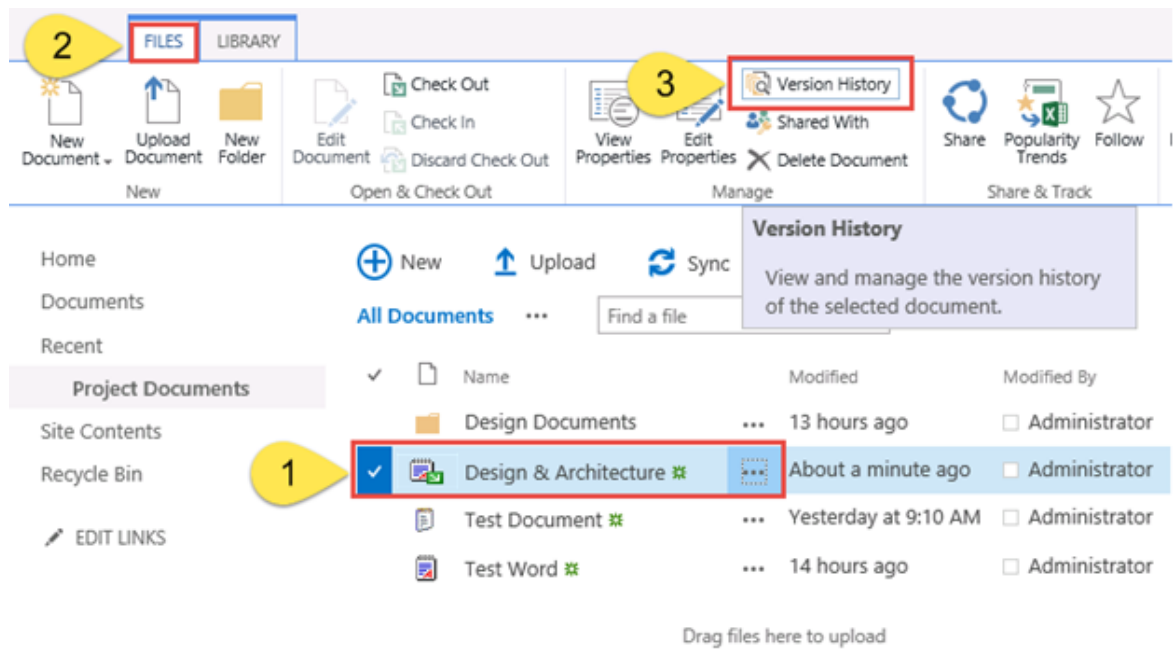 2
FILES
LIBRARY
3
New Document
Upload Document
New Folder
New
Edit Document
Check Out
Check In
Discard Check Out
Open & Check Out
View Properties
Edit Properties
Version History
Shared With
Delete Document
Manage
Share
Popularity Trends
Follow
Share & Track
Version History
View and manage the version history
of the selected document.
Home
Documents
Recent
Project Documents
Site Contents
Recycle Bin
EDIT LINKS
New
Upload
Sync
All Documents ...
Find a file
Name Modified Modified By
Design Documents ... 13 hours ago Administrator
1
Design & Architecture ... About a minute ago Administrator
Test Document ... Yesterday at 9:10 AM Administrator
Test Word ... 14 hours ago Administrator
Drag files here to upload